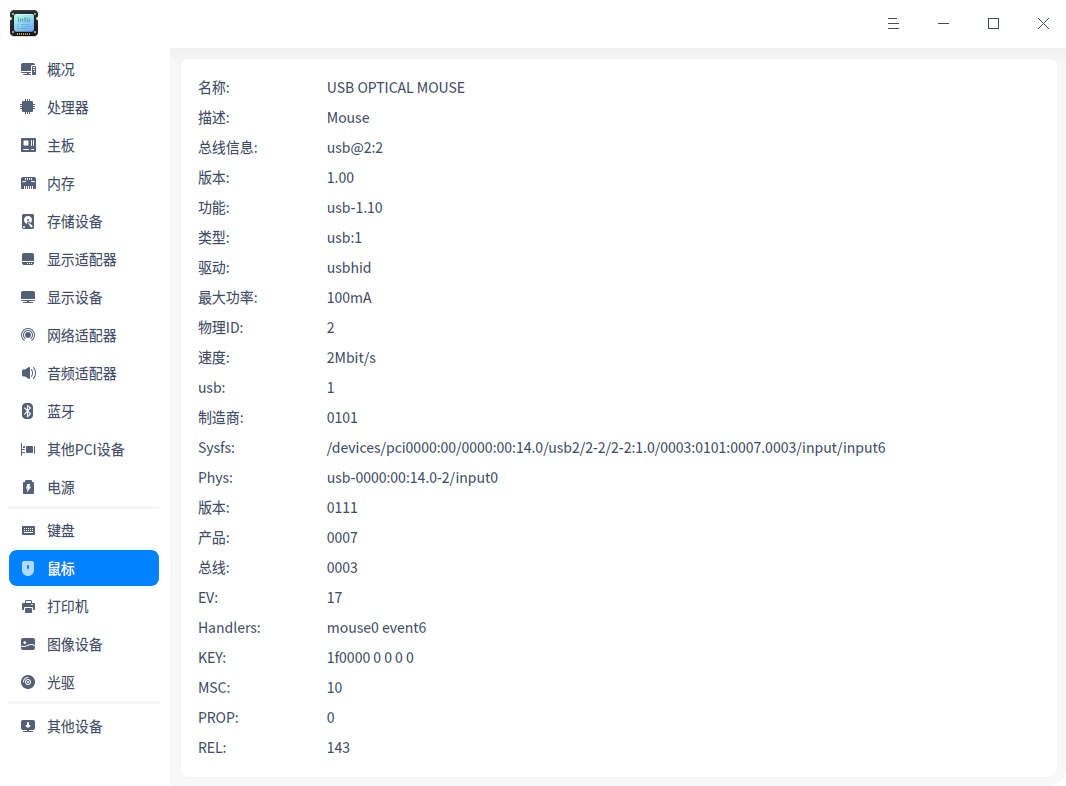 info
概况
处理器
主板
内存
存储设备
显示适配器
显示设备
网络适配器
音频适配器
蓝牙
其他PCI设备
电源
键盘
鼠标
打印机
图像设备
光驱
其他设备
名称: USB OPTICAL MOUSE
描述: Mouse
总线信息: usb@2:2
版本: 1.00
功能: usb-1.10
类型: usb:1
驱动: usbhid
最大功率: 100mA
物理ID: 2
速度: 2Mbit/s
usb: 1
制造商: 0101
Sysfs: /devices/pci0000:00/0000:00:14.0/usb2/2-2/2-2:1.0/0003:0101:0007.0003/input/input6
Phys: usb-0000:00:14.0-2/input0
版本: 0111
产品: 0007
总线: 0003
EV: 17
Handlers: mouse0 event6
KEY: 1f0000 0 0 0 0
MSC: 10
PROP: 0
REL: 143